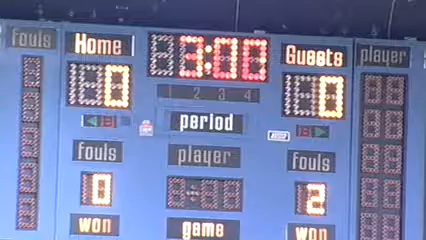 fouls Home 3:00 Guests player
0 0
1 2 3 4
B period B
fouls player fouls
0 2
won game won